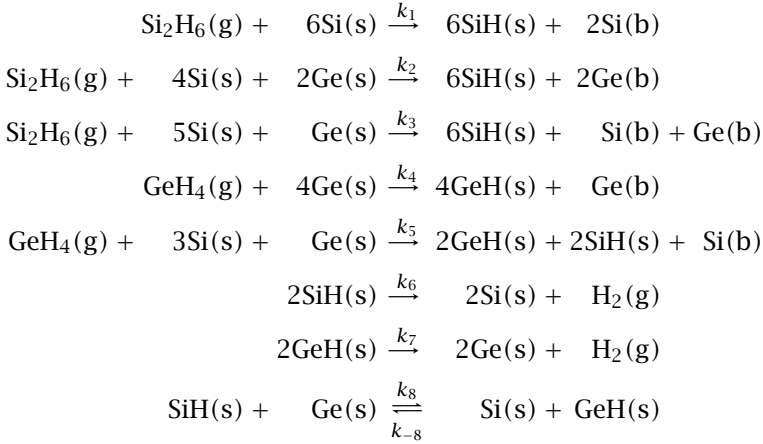 Si₂H₆(g) + 6Si(s) —k₁→ 6SiH(s) + 2Si(b)
Si₂H₆(g) + 4Si(s) + 2Ge(s) —k₂→ 6SiH(s) + 2Ge(b)
Si₂H₆(g) + 5Si(s) + Ge(s) —k₃→ 6SiH(s) + Si(b) + Ge(b)
GeH₄(g) + 4Ge(s) —k₄→ 4GeH(s) + Ge(b)
GeH₄(g) + 3Si(s) + Ge(s) —k₅→ 2GeH(s) + 2SiH(s) + Si(b)
2SiH(s) —k₆→ 2Si(s) + H₂(g)
2GeH(s) —k₇→ 2Ge(s) + H₂(g)
SiH(s) + Ge(s) k₈⇌k₋₈ Si(s) + GeH(s)